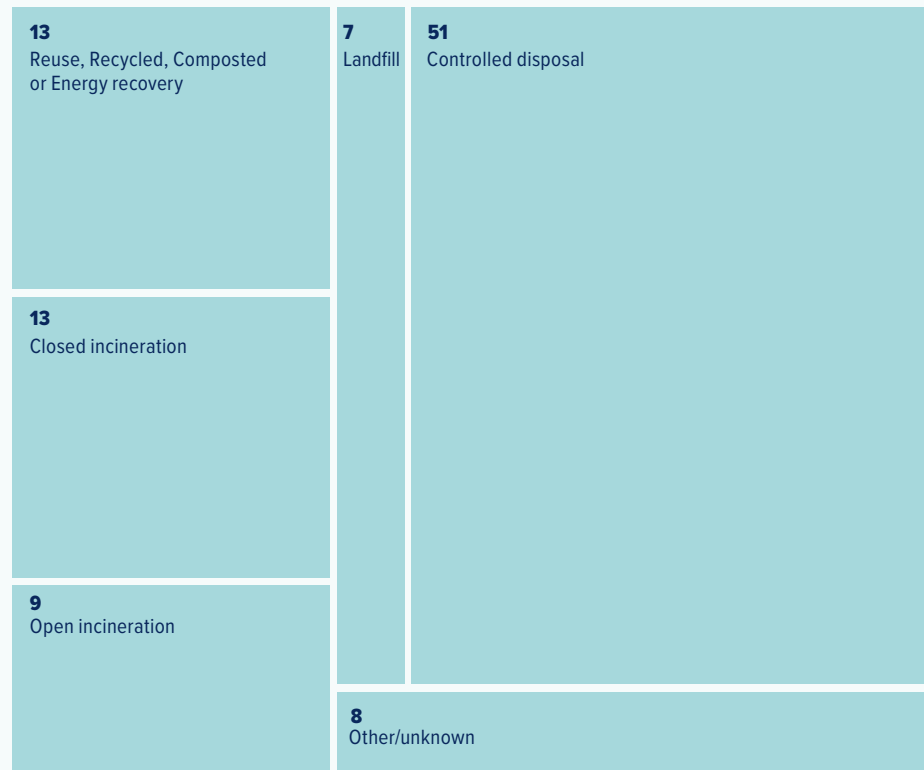 13
Reuse, Recycled, Composted
or Energy recovery
7
Landfill
51
Controlled disposal
13
Closed incineration
9
Open incineration
8
Other/unknown